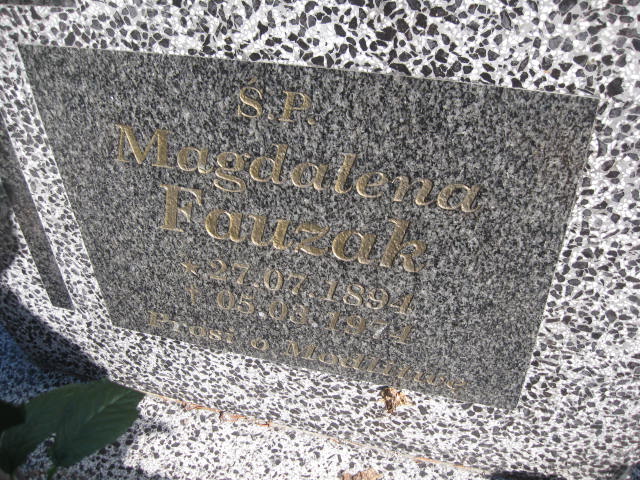 Ś.P.
Magdalena
Fauzak
* 27.07.1894
† 05.03.1974
Prosi o Modlitwę